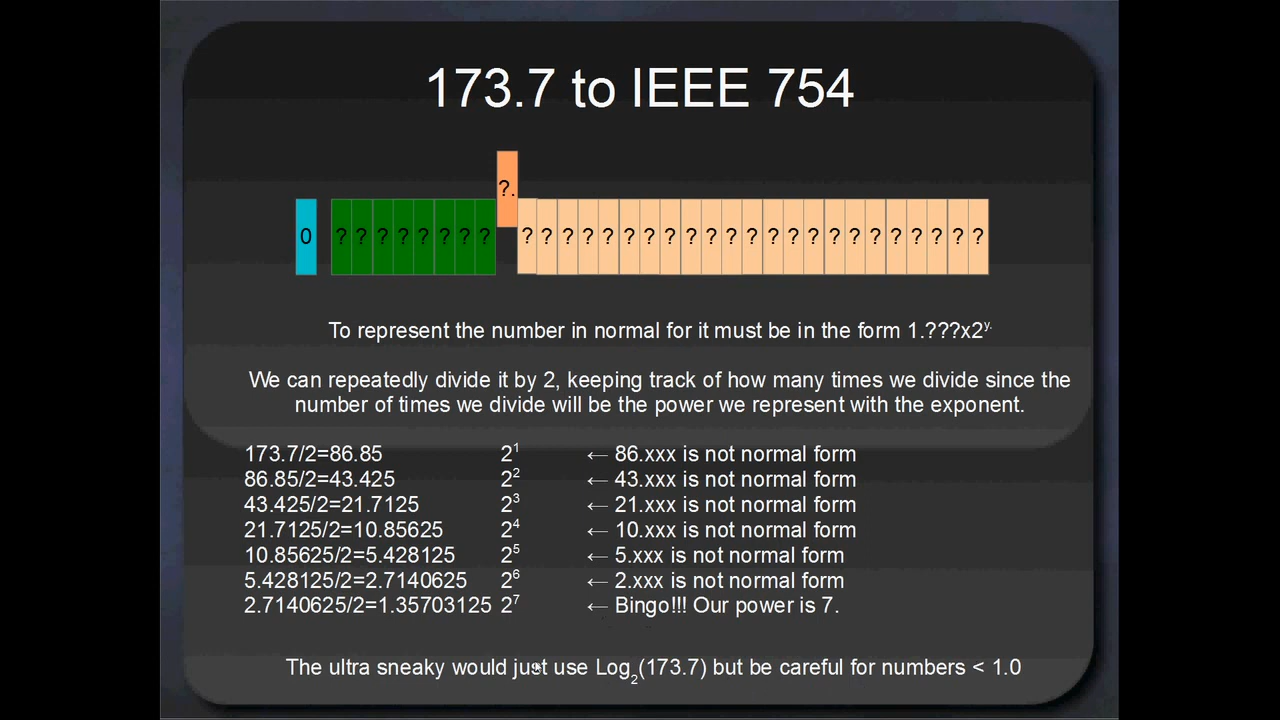 173.7 to IEEE 754
?.
0 ? ? ? ? ? ? ? ? ? ? ? ? ? ? ? ? ? ? ? ? ? ? ? ? ? ? ? ? ? ? ?
To represent the number in normal for it must be in the form 1.???x2y.
We can repeatedly divide it by 2, keeping track of how many times we divide since the
number of times we divide will be the power we represent with the exponent.
173.7/2=86.85 2¹ ← 86.xxx is not normal form
86.85/2=43.425 2² ← 43.xxx is not normal form
43.425/2=21.7125 2³ ← 21.xxx is not normal form
21.7125/2=10.85625 2⁴ ← 10.xxx is not normal form
10.85625/2=5.428125 2⁵ ← 5.xxx is not normal form
5.428125/2=2.7140625 2⁶ ← 2.xxx is not normal form
2.7140625/2=1.35703125 2⁷ ← Bingo!!! Our power is 7.
The ultra sneaky would just use Log₂(173.7) but be careful for numbers < 1.0